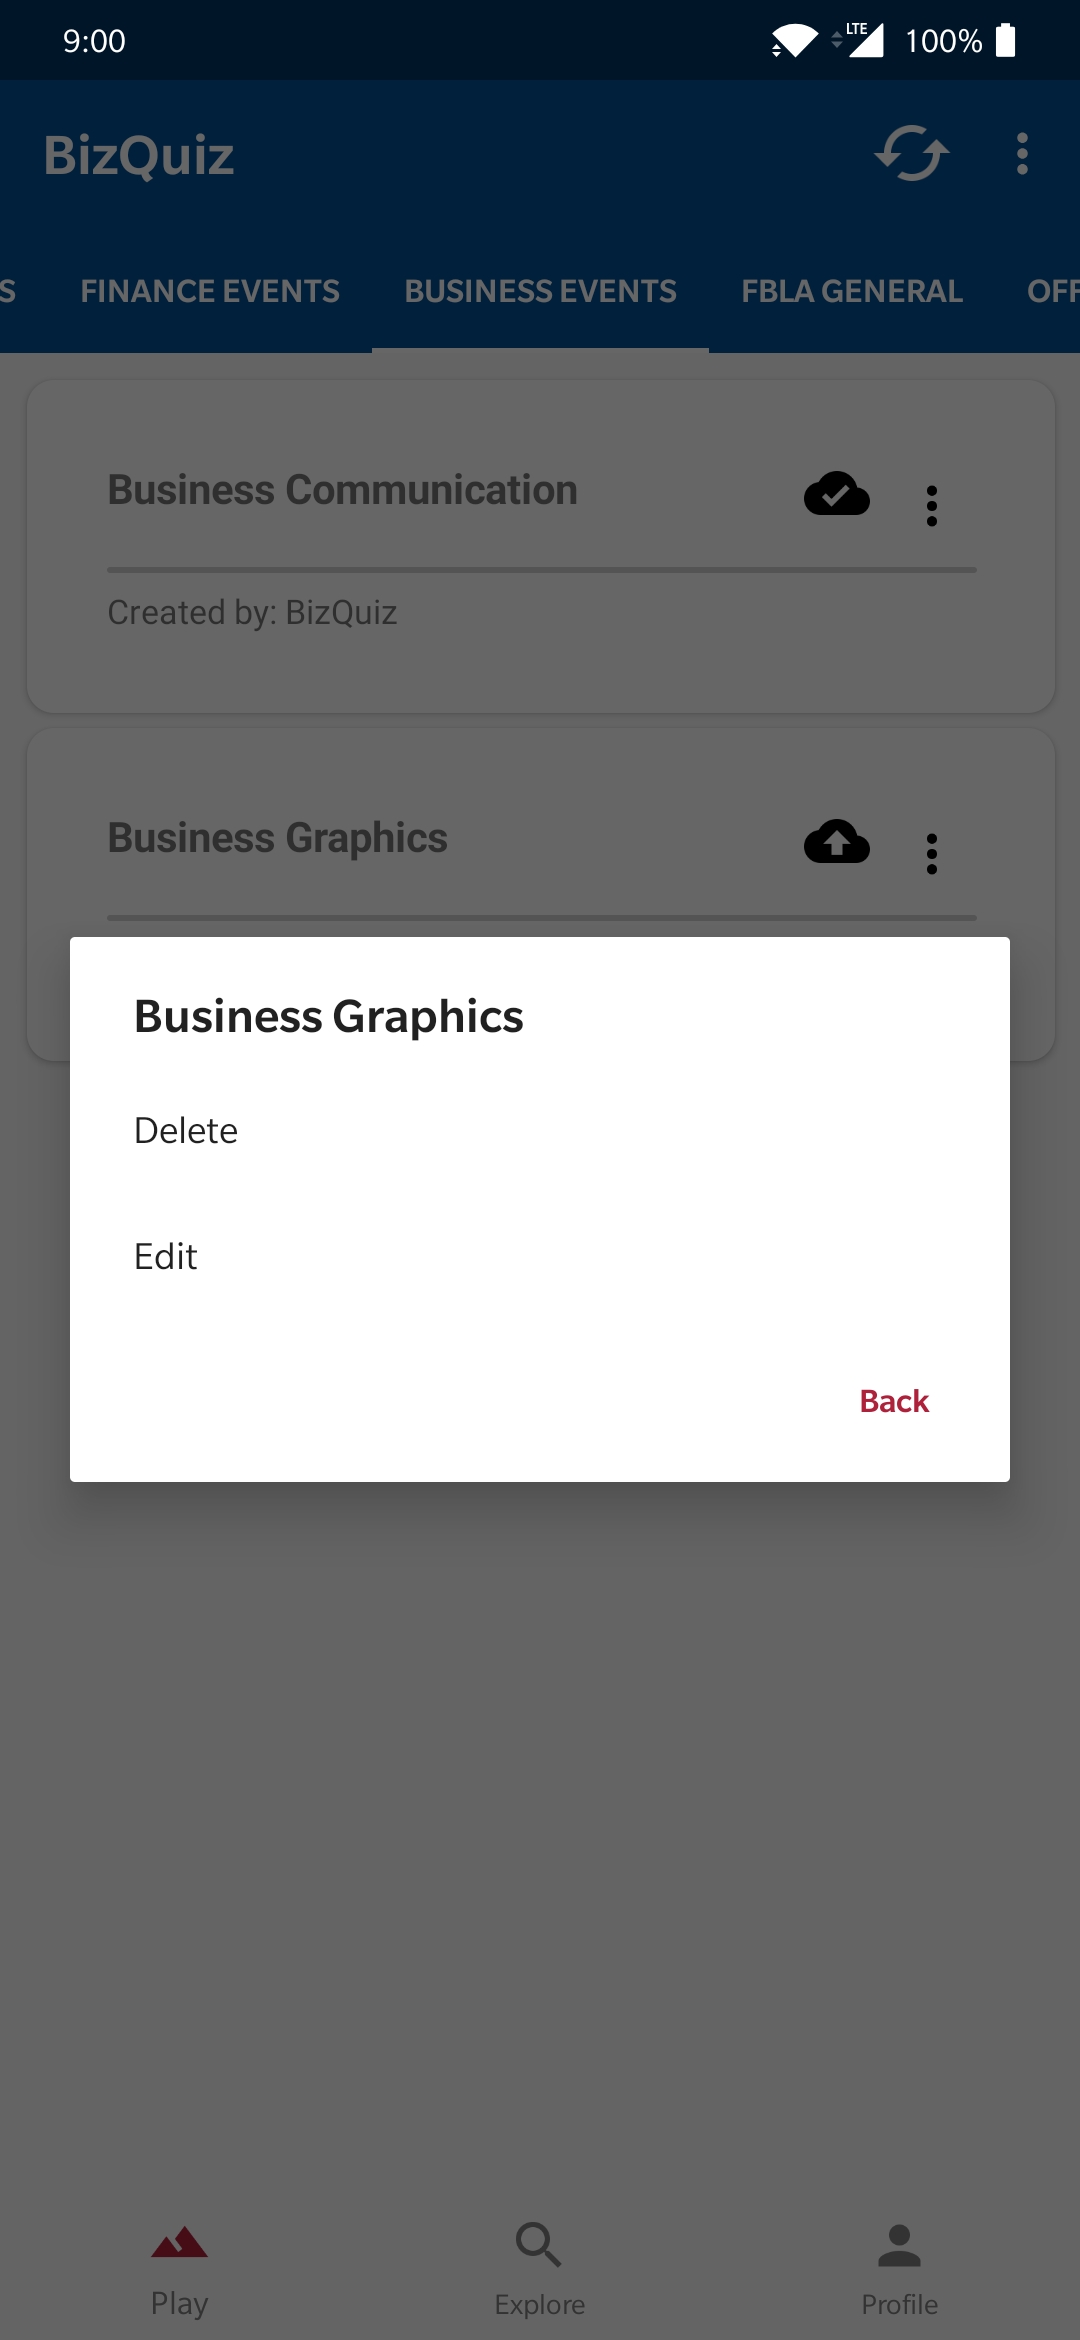 9:00
LTE
100%
BizQuiz
S
FINANCE EVENTS
BUSINESS EVENTS
FBLA GENERAL
OFF
Business Communication
Created by: BizQuiz
Business Graphics
Business Graphics
Delete
Edit
Back
Play
Explore
Profile